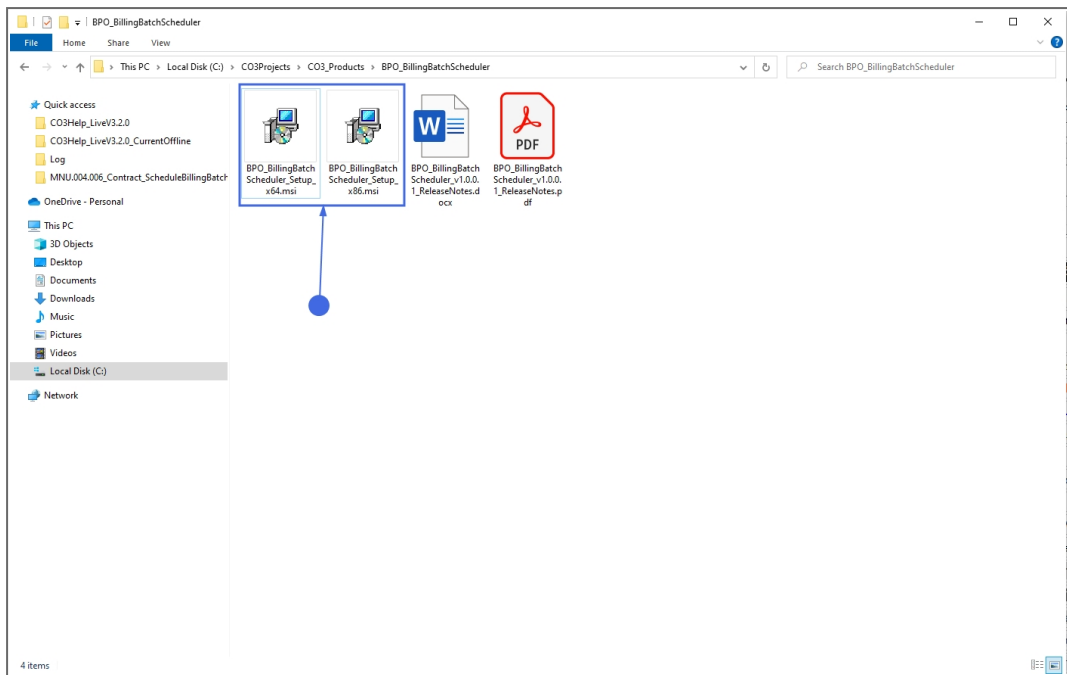 BPO_BillingBatchScheduler
File Home Share View
This PC > Local Disk (C:) > CO3Projects > CO3_Products > BPO_BillingBatchScheduler
Search BPO_BillingBatchScheduler
Quick access
CO3Help_LiveV3.2.0
CO3Help_LiveV3.2.0_CurrentOffline
Log
MNU.004.006_Contract_ScheduleBillingBatch
OneDrive - Personal
This PC
3D Objects
Desktop
Documents
Downloads
Music
Pictures
Videos
Local Disk (C:)
Network
BPO_BillingBatch
Scheduler_Setup_
x64.msi
BPO_BillingBatch
Scheduler_Setup_
x86.msi
W
BPO_BillingBatch
Scheduler_v1.0.0.
1_ReleaseNotes.d
ocx
PDF
BPO_BillingBatch
Scheduler_v1.0.0.
1_ReleaseNotes.p
df
4 items